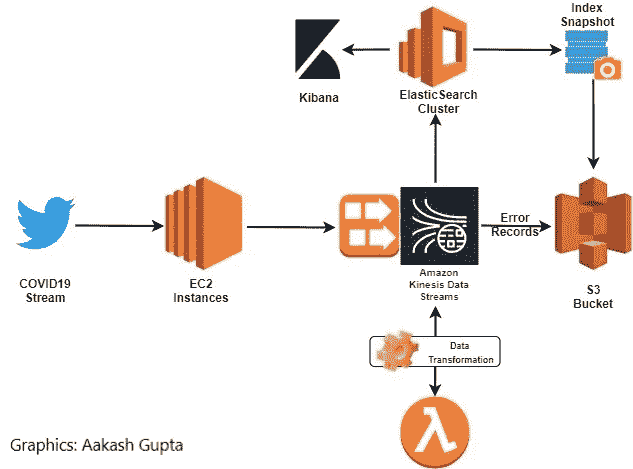 Index
Snapshot
Kibana
ElasticSearch
Cluster
Error
Records
COVID19
Stream
EC2
Instances
Amazon
Kinesis Data
Streams
S3
Bucket
Data
Transformation
Graphics: Aakash Gupta